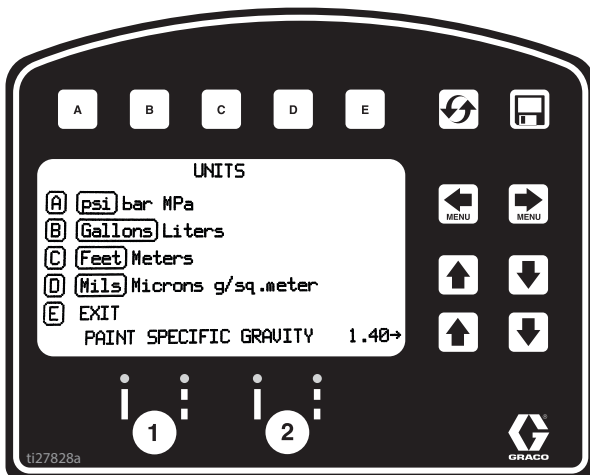 A B C D E
UNITS
A psi bar MPa
B Gallons Liters
C Feet Meters
D Mils Microns g/sq.meter
E EXIT
PAINT SPECIFIC GRAVITY 1.40→
MENU MENU
1 2
ti27828a
G
GRACO